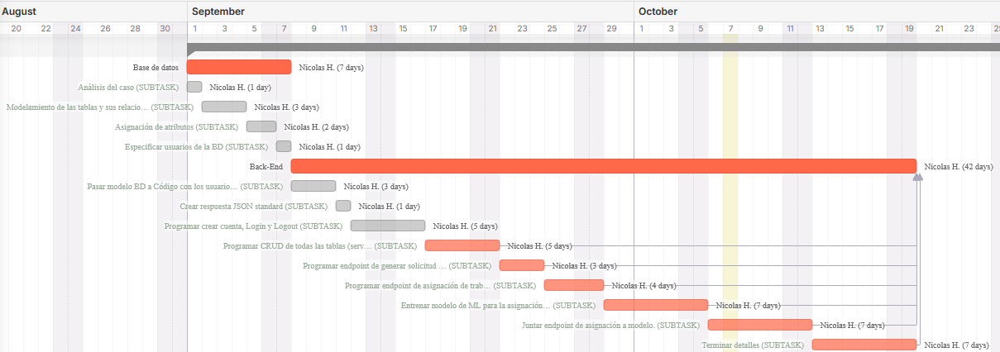 August September October
20 22 24 26 28 30 1 3 5 7 9 11 13 15 17 19 21 23 25 27 29 1 3 5 7 9 11 13 15 17 19 21 23 25
Base de datos Nicolas H. (7 days)
Análisis del caso (SUBTASK) Nicolas H. (1 day)
Modelamiento de las tablas y sus relacio… (SUBTASK) Nicolas H. (3 days)
Asignación de atributos (SUBTASK) Nicolas H. (2 days)
Especificar usuarios de la BD (SUBTASK) Nicolas H. (1 day)
Back-End Nicolas H. (42 days)
Pasar modelo BD a Código con los usuario… (SUBTASK) Nicolas H. (3 days)
Crear respuesta JSON standard (SUBTASK) Nicolas H. (1 day)
Programar crear cuenta, Login y Logout (SUBTASK) Nicolas H. (5 days)
Programar CRUD de todas las tablas (serv… (SUBTASK) Nicolas H. (5 days)
Programar endpoint de generar solicitud … (SUBTASK) Nicolas H. (3 days)
Programar endpoint de asignación de trab… (SUBTASK) Nicolas H. (4 days)
Entrenar modelo de ML para la asignación… (SUBTASK) Nicolas H. (7 days)
Juntar endpoint de asignación a modelo. (SUBTASK) Nicolas H. (7 days)
Terminar detalles (SUBTASK) Nicolas H. (7 days)